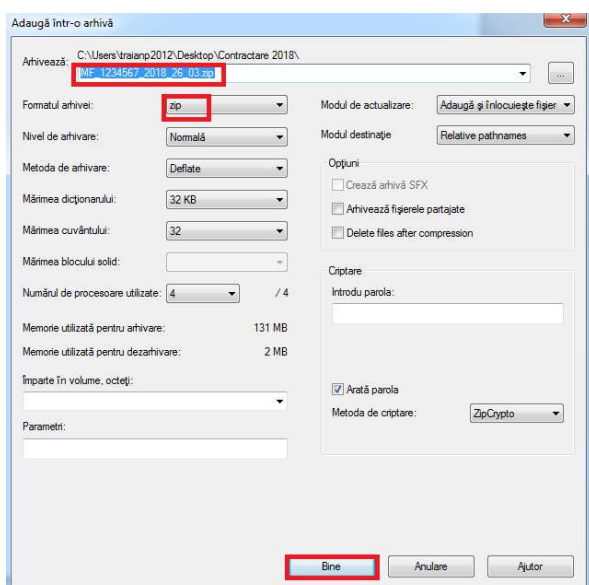 Adaugă într-o arhivă
x
Arhivează: C:\Users\traianp2012\Desktop\Contractare 2018\
MF_1234567_2018_26_03.zip
...
Formatul arhivei: zip
Modul de actualizare: Adaugă și înlocuiește fișier
Nivel de arhivare: Normală
Modul destinație Relative pathnames
Metoda de arhivare: Deflate
Opțiuni
Crează arhivă SFX
Mărimea dicționarului: 32 KB
Arhivează fișierele partajate
Mărimea cuvântului: 32
Delete files after compression
Mărimea blocului solid:
Criptare
Numărul de procesoare utilizate: 4 / 4
Introdu parola:
Memorie utilizată pentru arhivare: 131 MB
Memorie utilizată pentru dezarhivare: 2 MB
Împarte în volume, octeți:
Arată parola
Metoda de criptare: ZipCrypto
Parametri:
Bine Anulare Ajutor